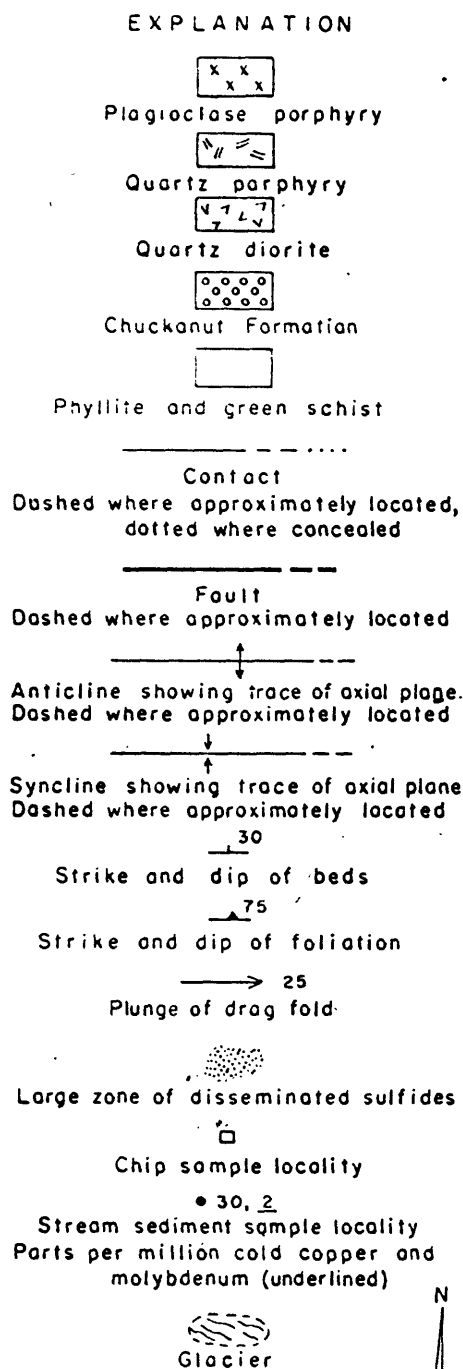 EXPLANATION
Plagioclase porphyry
Quartz porphyry
Quartz diorite
Chuckanut Formation
Phyllite and green schist
Contact
Dashed where approximately located,
dotted where concealed
Fault
Dashed where approximately located
Anticline showing trace of axial plane.
Dashed where approximately located
Syncline showing trace of axial plane
Dashed where approximately located
30
Strike and dip of beds
75
Strike and dip of foliation
25
Plunge of drag fold
Large zone of disseminated sulfides
Chip sample locality
30, 2
Stream sediment sample locality
Parts per million cold copper and
molybdenum (underlined)
N
Glacier